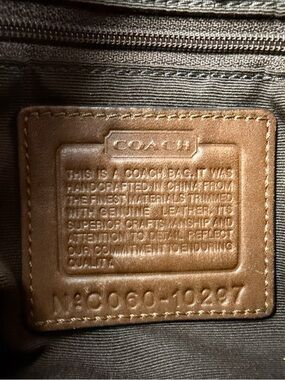 COACH
THIS IS A COACH BAG. IT WAS
HANDCRAFTED IN CHINA FROM
THE FINEST MATERIALS TRIMMED
WITH GENUINE LEATHER. ITS
SUPERIOR CRAFTSMANSHIP AND
ATTENTION TO DETAIL REFLECT
OUR COMMITMENT TO ENDURING
QUALITY.
Nº C060-10287